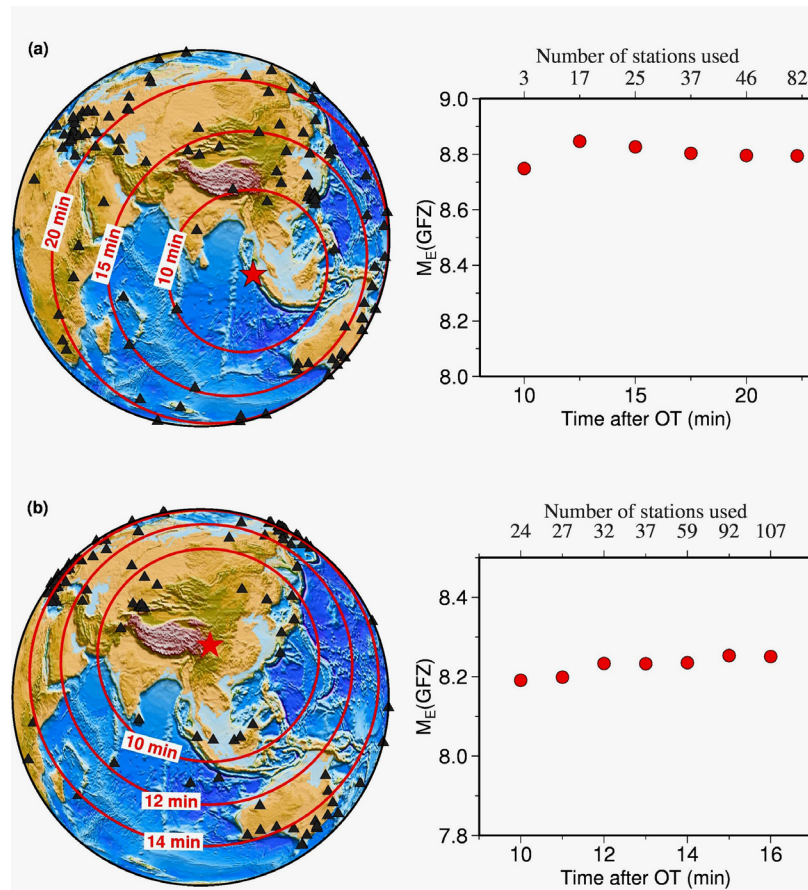 (a)
20 min
15 min
10 min
Number of stations used
3 17 25 37 46 82
9.0
8.8
8.6
8.4
8.2
8.0
M_E(GFZ)
10 15 20
Time after OT (min)
(b)
10 min
12 min
14 min
Number of stations used
24 27 32 37 59 92 107
8.4
8.2
8.0
7.8
M_E(GFZ)
10 12 14 16
Time after OT (min)